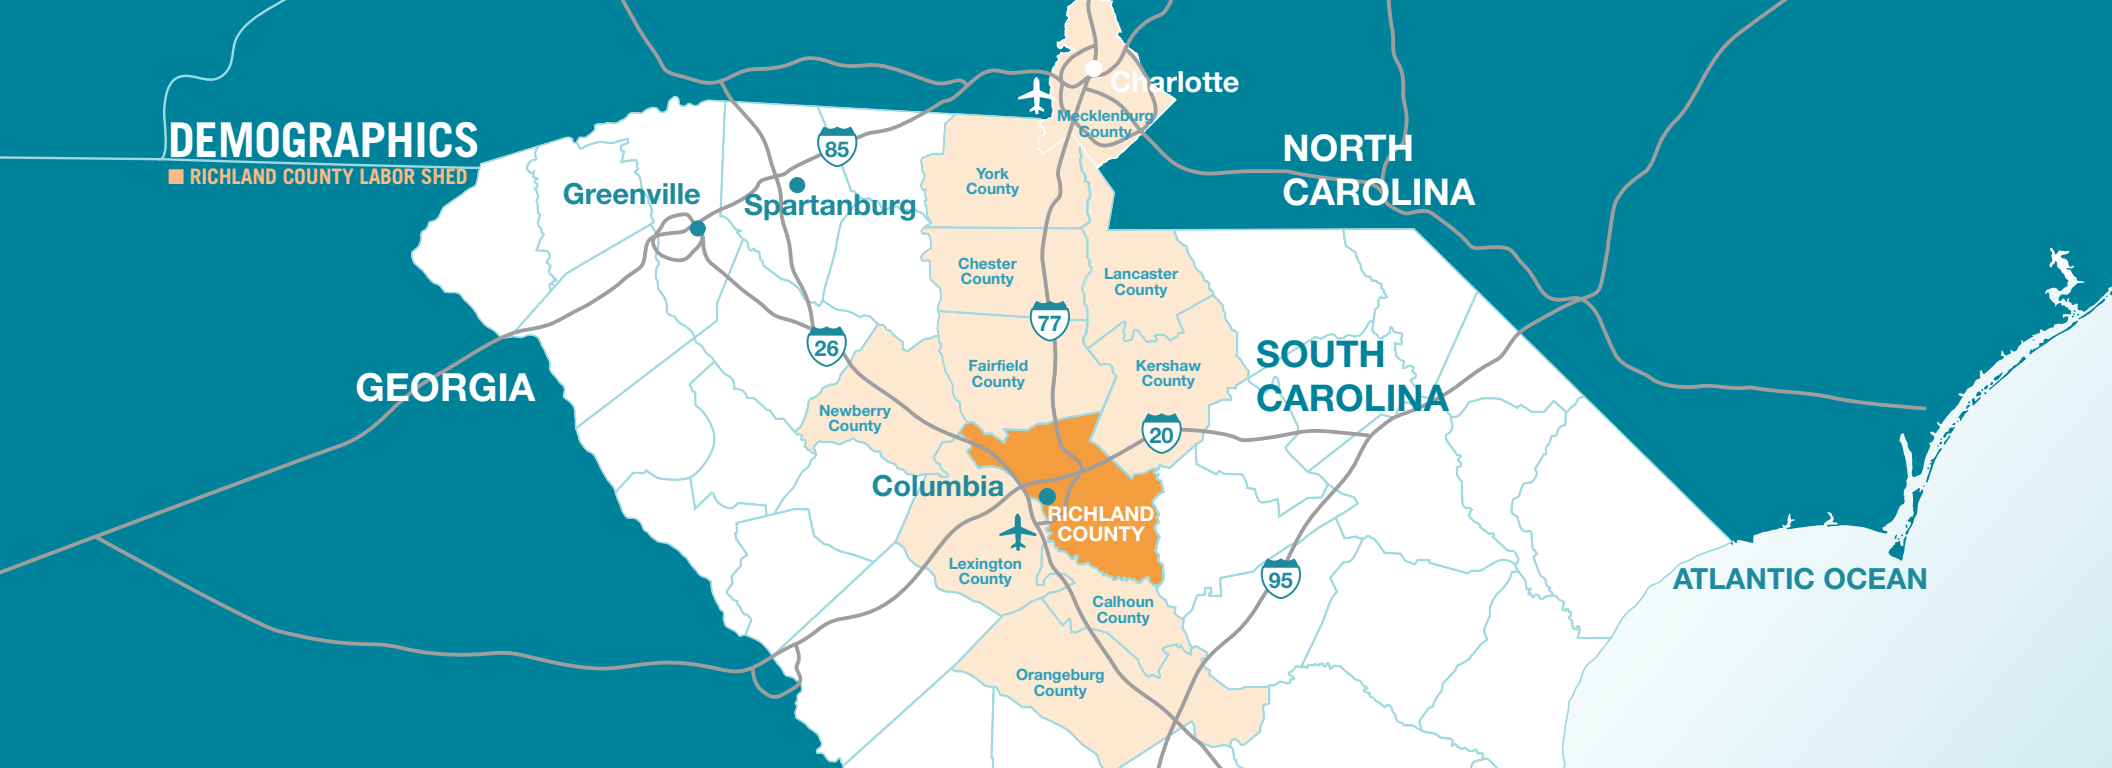 Charlotte
Mecklenburg
County
DEMOGRAPHICS
RICHLAND COUNTY LABOR SHED
85
NORTH
CAROLINA
York
County
Greenville
Spartanburg
Chester
County
Lancaster
County
77
26
SOUTH
CAROLINA
GEORGIA
Fairfield
County
Kershaw
County
Newberry
County
20
Columbia
RICHLAND
COUNTY
Lexington
County
95
ATLANTIC OCEAN
Calhoun
County
Orangeburg
County